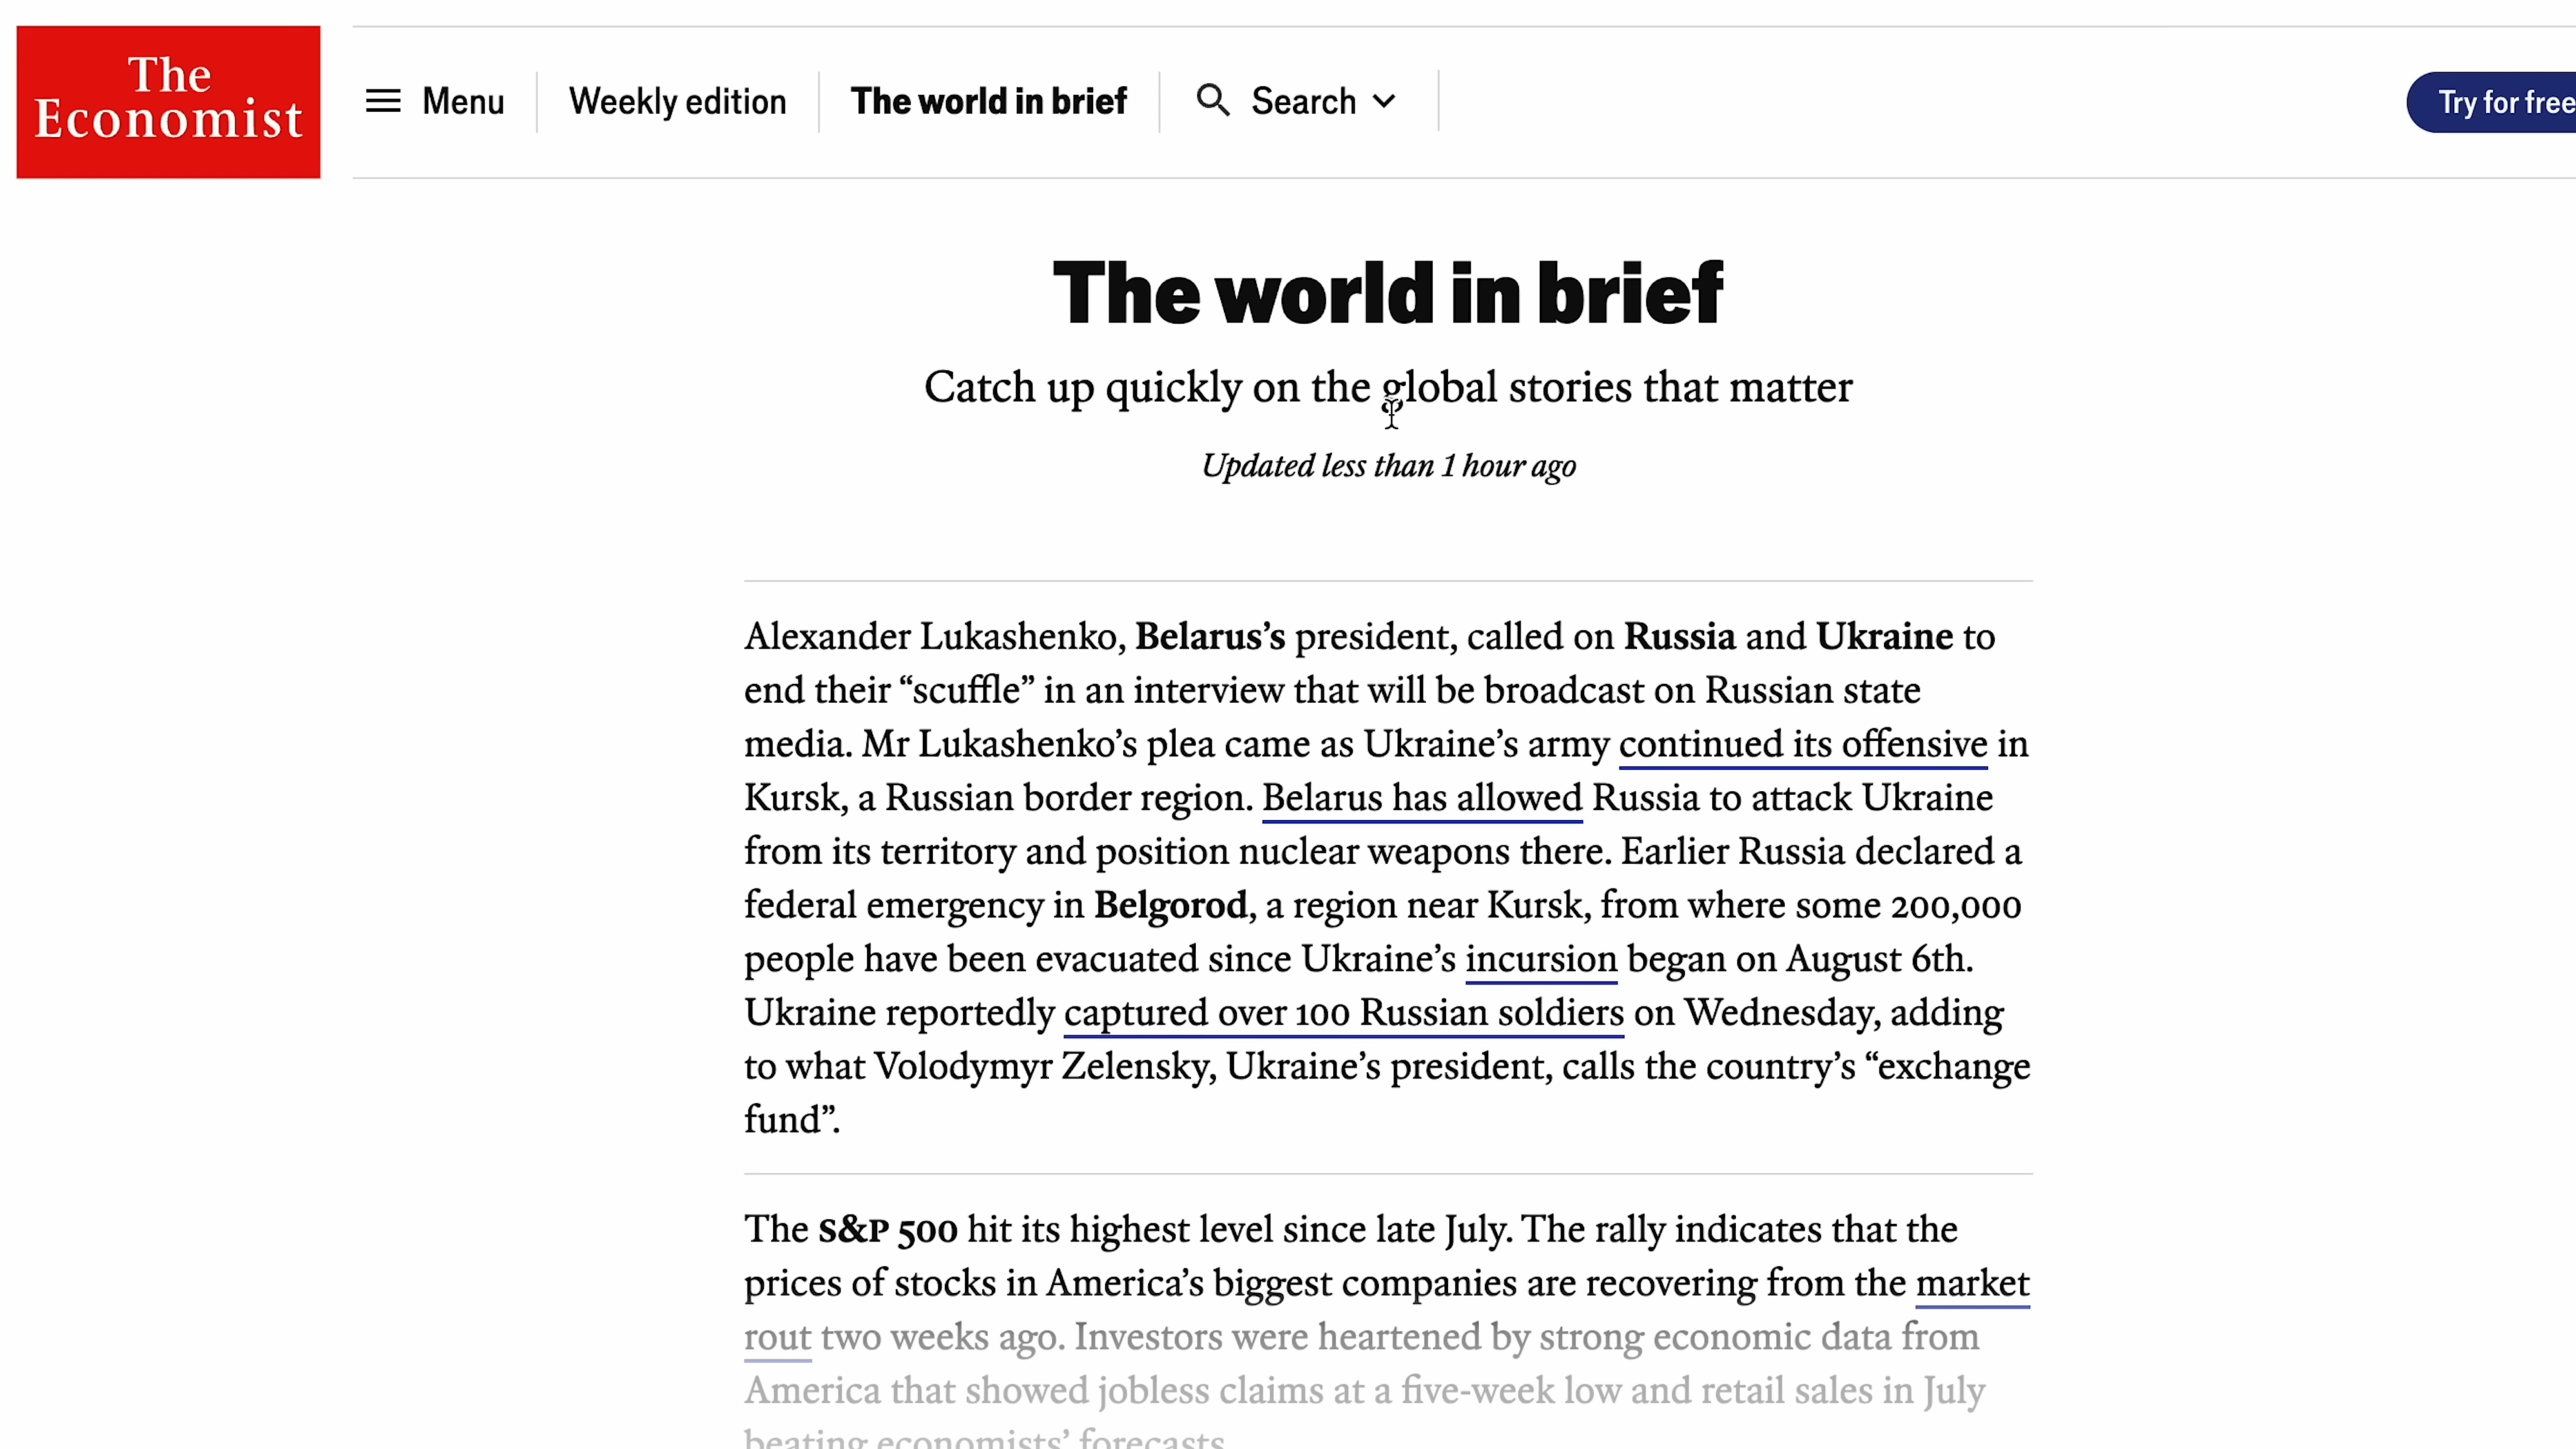 The
Economist
Menu
Weekly edition
The world in brief
Search
Try for free
The world in brief
Catch up quickly on the global stories that matter
Updated less than 1 hour ago
Alexander Lukashenko, Belarus’s president, called on Russia and Ukraine to
end their “scuffle” in an interview that will be broadcast on Russian state
media. Mr Lukashenko’s plea came as Ukraine’s army continued its offensive in
Kursk, a Russian border region. Belarus has allowed Russia to attack Ukraine
from its territory and position nuclear weapons there. Earlier Russia declared a
federal emergency in Belgorod, a region near Kursk, from where some 200,000
people have been evacuated since Ukraine’s incursion began on August 6th.
Ukraine reportedly captured over 100 Russian soldiers on Wednesday, adding
to what Volodymyr Zelensky, Ukraine’s president, calls the country’s “exchange
fund”.
The S&P 500 hit its highest level since late July. The rally indicates that the
prices of stocks in America’s biggest companies are recovering from the market
rout two weeks ago. Investors were heartened by strong economic data from
America that showed jobless claims at a five-week low and retail sales in July
beating economists’ forecasts